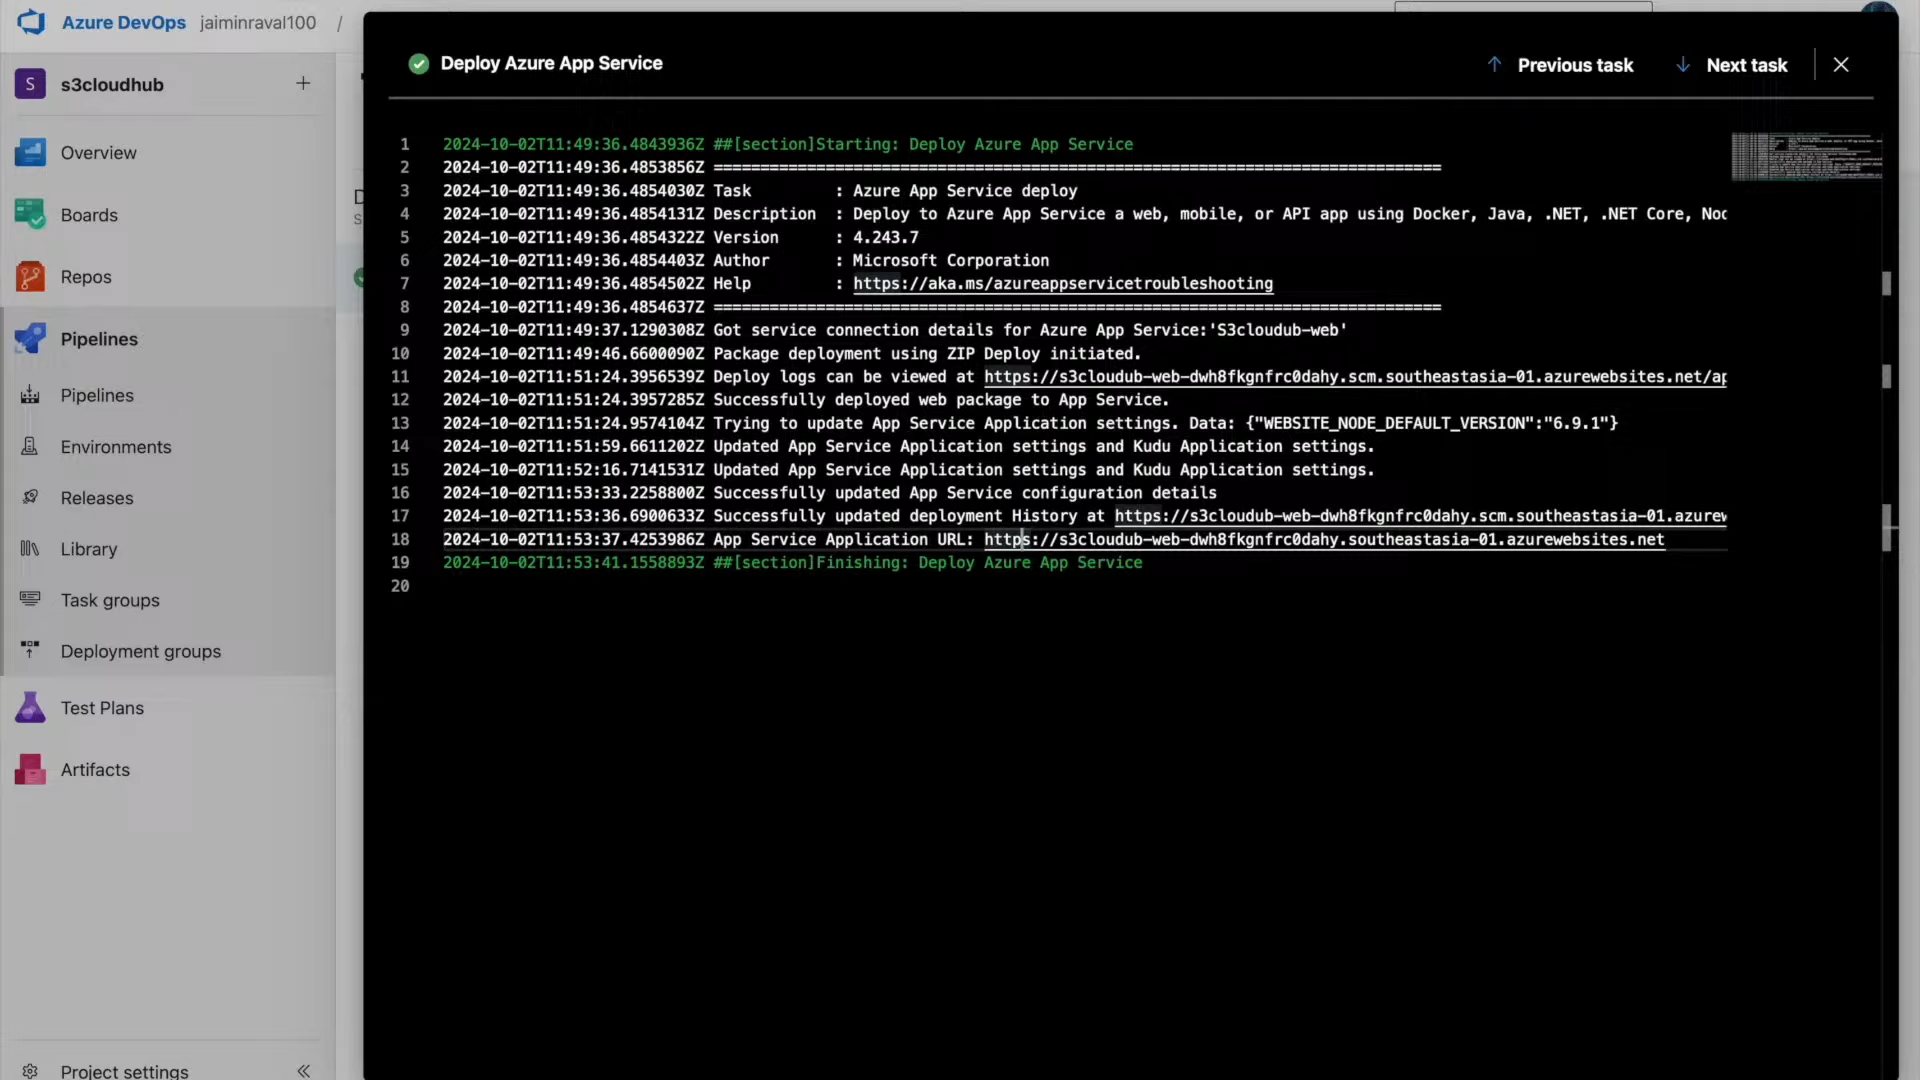 Azure DevOps jaiminraval100 /
S s3cloudhub +
Overview
Boards
Repos
Pipelines
Pipelines
Environments
Releases
Library
Task groups
Deployment groups
Test Plans
Artifacts
Project settings «
Deploy Azure App Service
↑ Previous task ↓ Next task
1 2024-10-02T11:49:36.4843936Z ##[section]Starting: Deploy Azure App Service
2 2024-10-02T11:49:36.4853856Z ==============================================================================
3 2024-10-02T11:49:36.4854030Z Task : Azure App Service deploy
4 2024-10-02T11:49:36.4854131Z Description : Deploy to Azure App Service a web, mobile, or API app using Docker, Java, .NET, .NET Core,
5 2024-10-02T11:49:36.4854322Z Version : 4.243.7
6 2024-10-02T11:49:36.4854403Z Author : Microsoft Corporation
7 2024-10-02T11:49:36.4854502Z Help : https://aka.ms/azureappservicetroubleshooting
8 2024-10-02T11:49:36.4854637Z ==============================================================================
9 2024-10-02T11:49:37.1290308Z Got service connection details for Azure App Service:'S3cloudub-web'
10 2024-10-02T11:49:46.6600090Z Package deployment using ZIP Deploy initiated.
11 2024-10-02T11:51:24.3956539Z Deploy logs can be viewed at https://s3cloudub-web-dwh8fkgnfrc0dahy.scm.southeastasia-01.azurewebsites.net/ap
12 2024-10-02T11:51:24.3957285Z Successfully deployed web package to App Service.
13 2024-10-02T11:51:24.9574104Z Trying to update App Service Application settings. Data: {"WEBSITE_NODE_DEFAULT_VERSION":"6.9.1"}
14 2024-10-02T11:51:59.6611202Z Updated App Service Application settings and Kudu Application settings.
15 2024-10-02T11:52:16.7141531Z Updated App Service Application settings and Kudu Application settings.
16 2024-10-02T11:53:33.2258800Z Successfully updated App Service configuration details
17 2024-10-02T11:53:36.6900633Z Successfully updated deployment History at https://s3cloudub-web-dwh8fkgnfrc0dahy.scm.southeastasia-01.azurew
18 2024-10-02T11:53:37.4253986Z App Service Application URL: https://s3cloudub-web-dwh8fkgnfrc0dahy.southeastasia-01.azurewebsites.net
19 2024-10-02T11:53:41.1558893Z ##[section]Finishing: Deploy Azure App Service
20